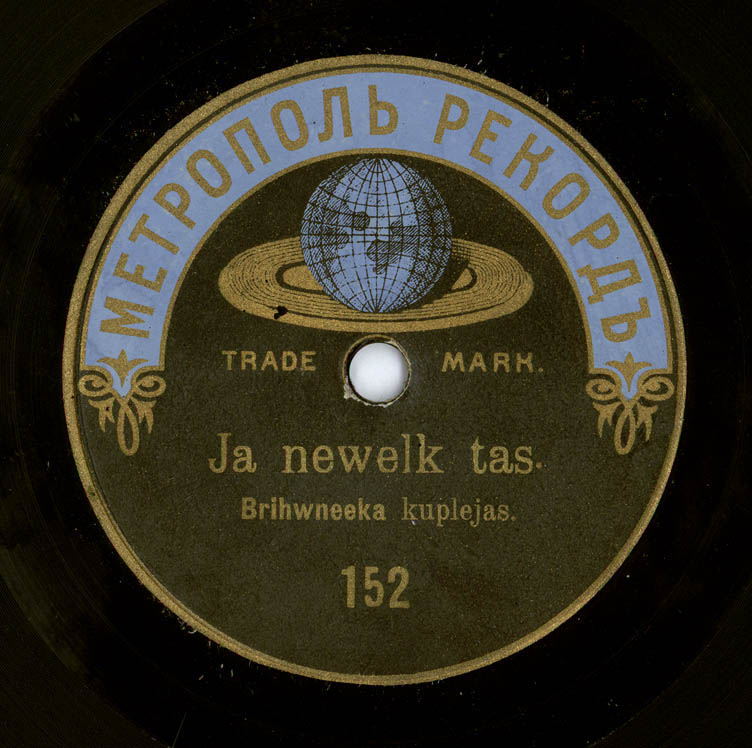 МЕТРОПОЛЬ РЕКОРДЪ
TRADE MARK.
Ja newelk tas.
Brihwneeka kuplejas.
152